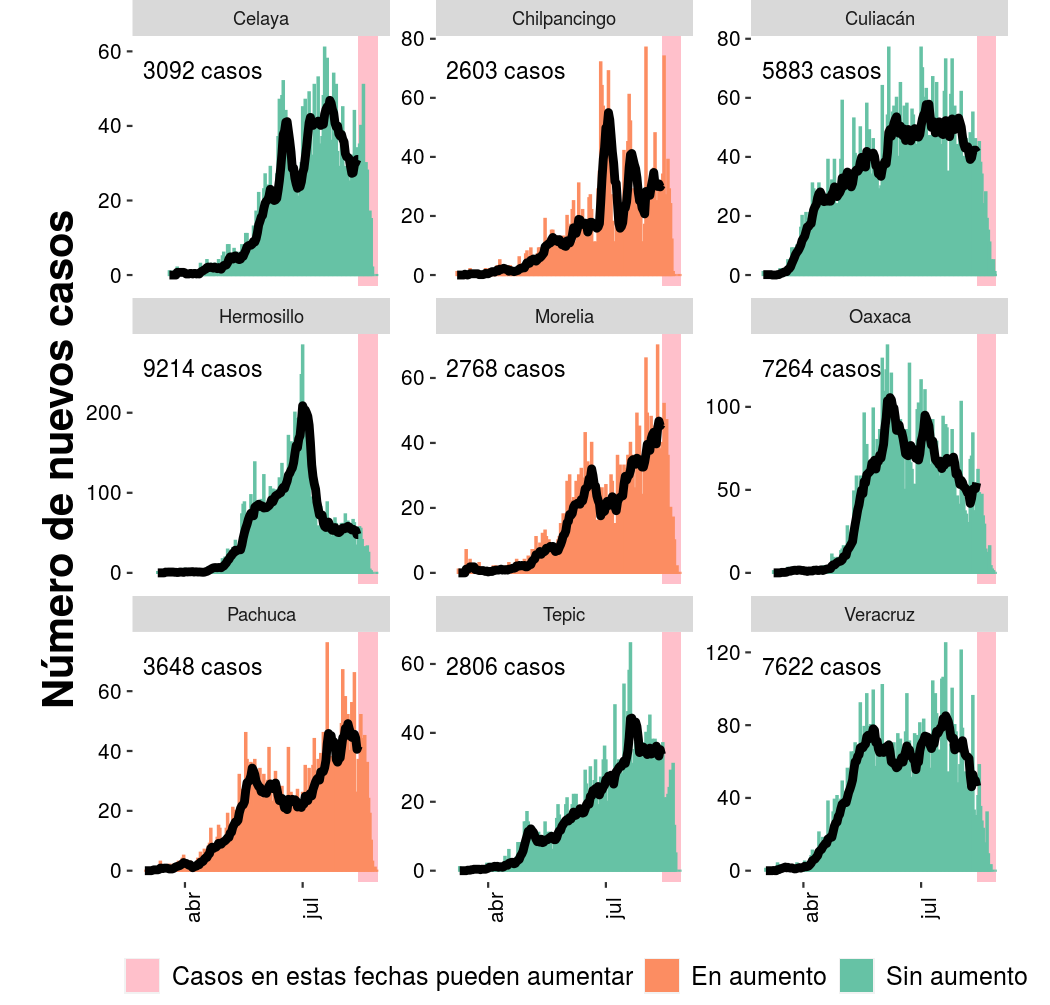 Número de nuevos casos
Celaya
Chilpancingo
Culiacán
3092 casos
2603 casos
5883 casos
60
40
20
0
80
60
40
20
0
80
60
40
20
0
Hermosillo
Morelia
Oaxaca
9214 casos
2768 casos
7264 casos
200
100
0
60
40
20
0
100
50
0
Pachuca
Tepic
Veracruz
3648 casos
2806 casos
7622 casos
60
40
20
0
60
40
20
0
120
80
40
0
abr
jul
abr
jul
abr
jul
Casos en estas fechas pueden aumentar
En aumento
Sin aumento